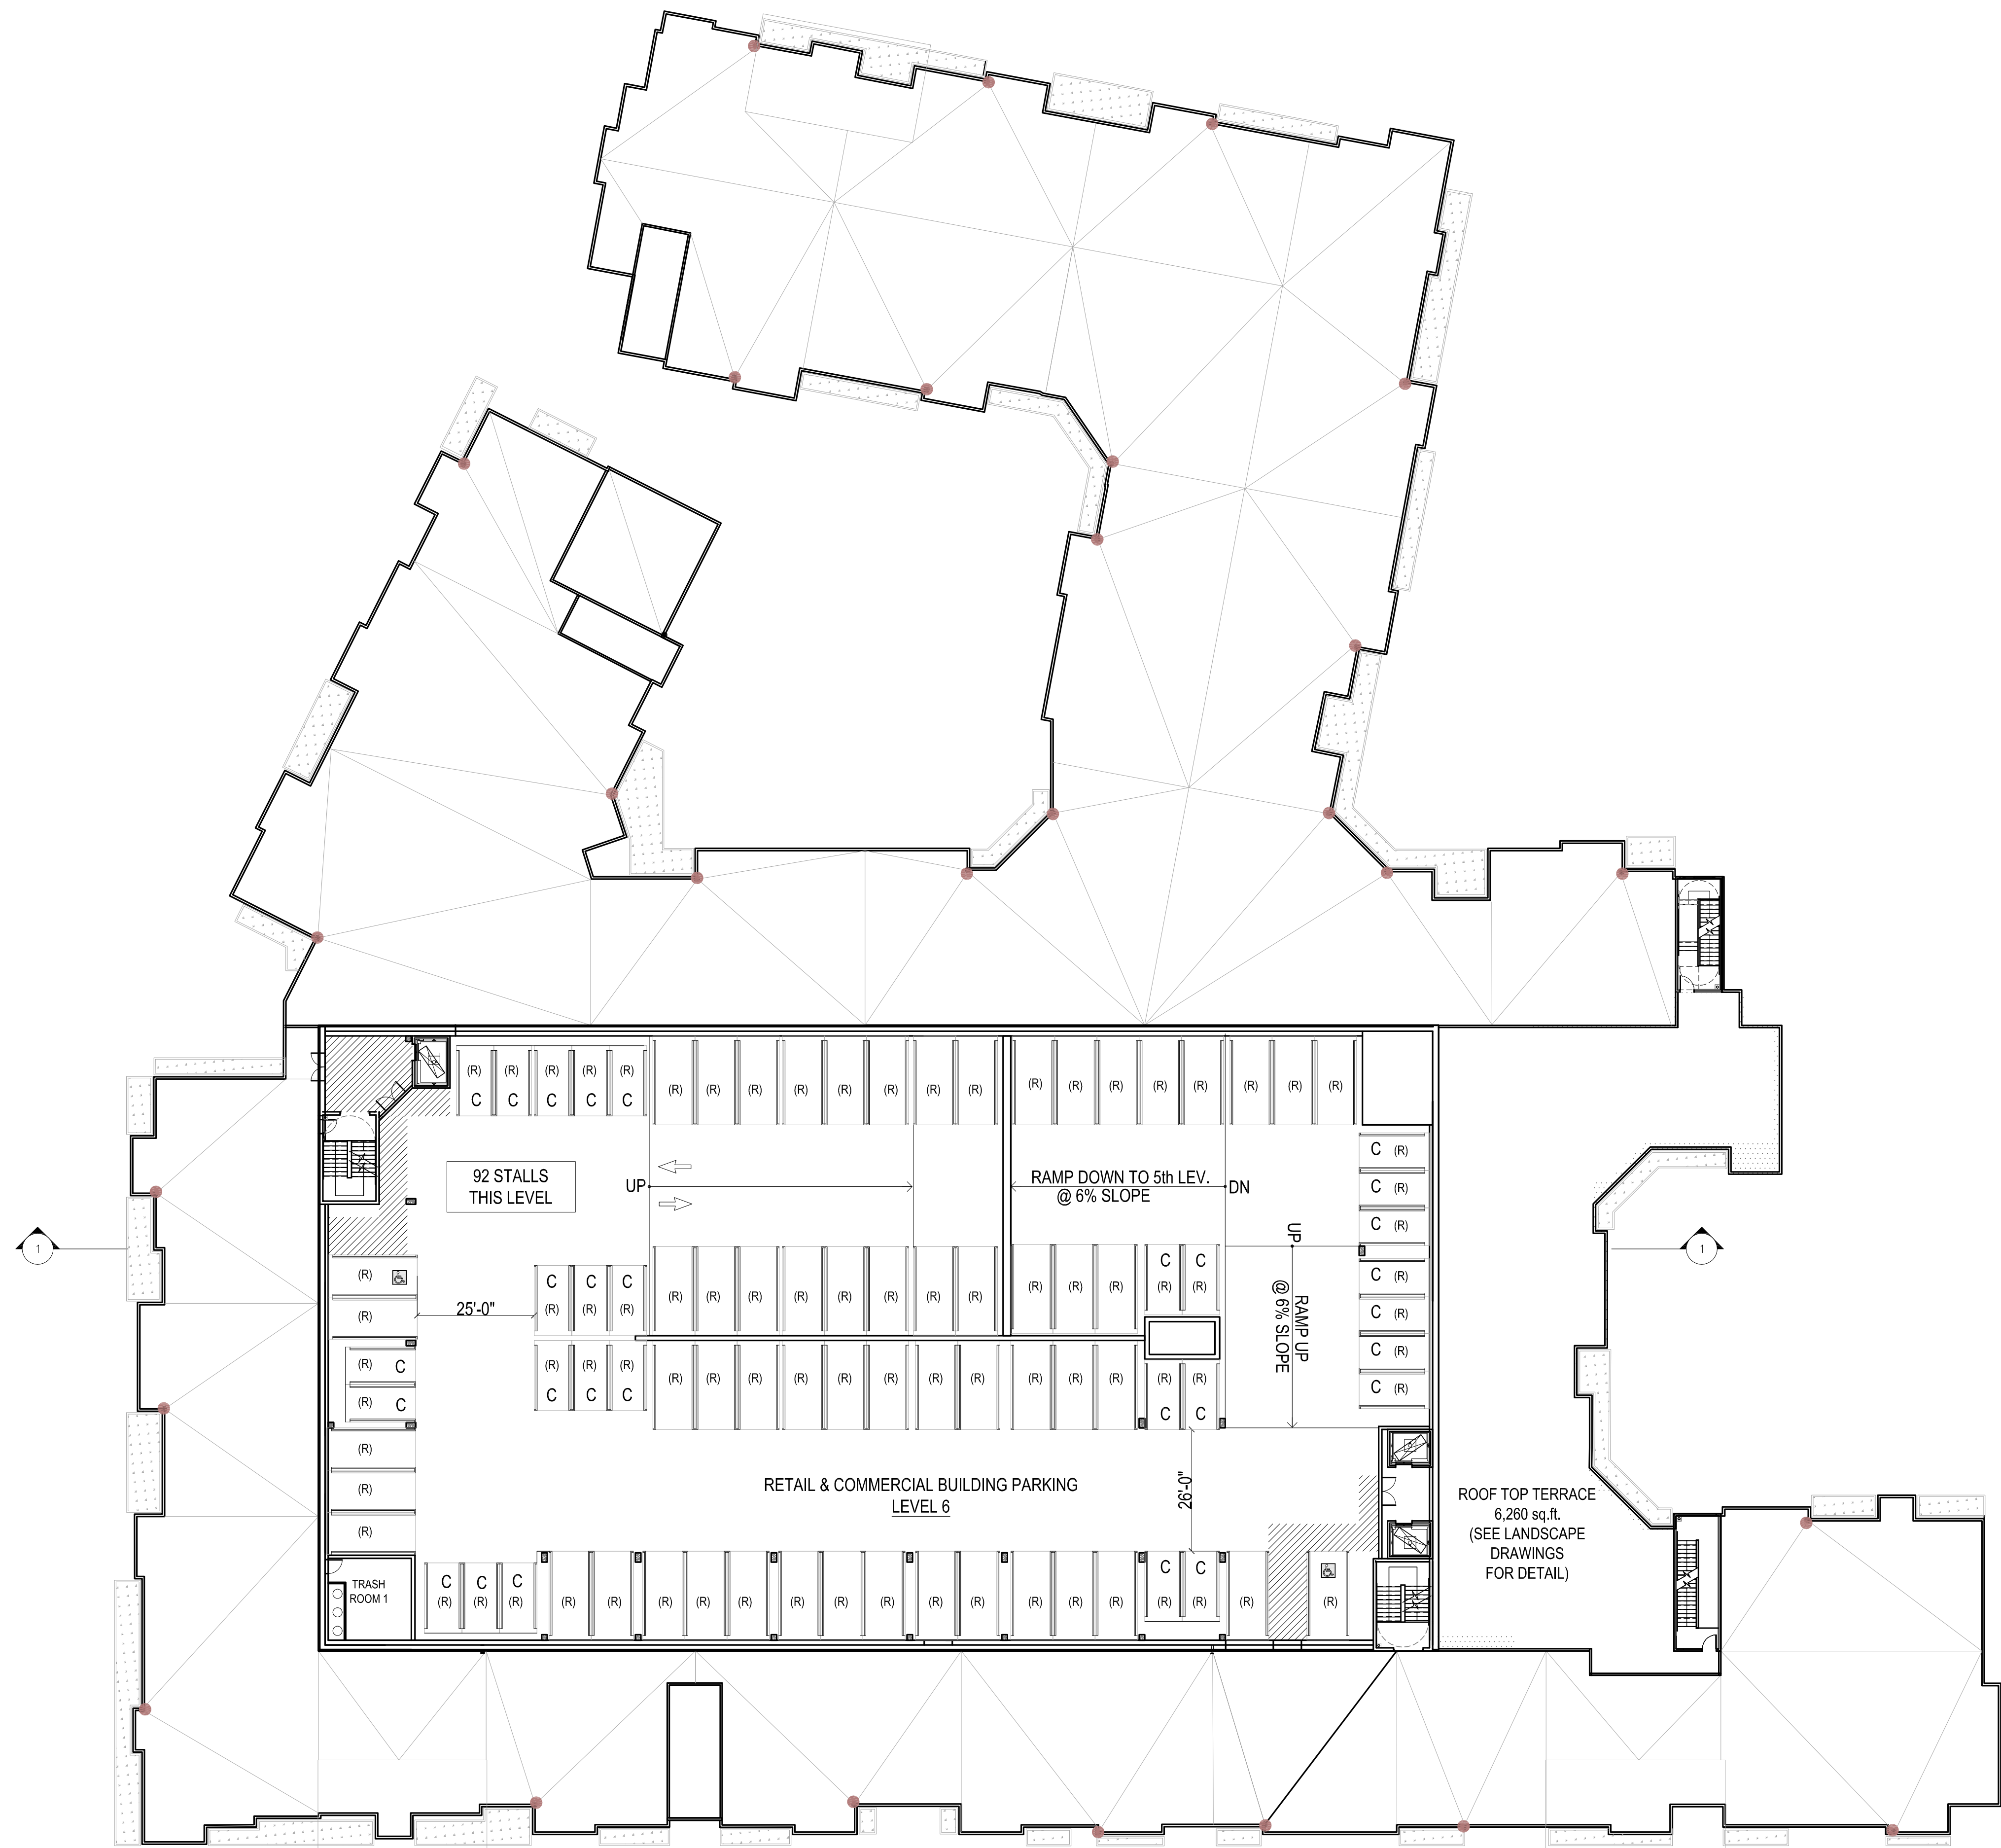 (R) (R) (R) (R) (R)
C C C C C
(R) (R) (R) (R) (R) (R) (R) (R)
(R) (R) (R) (R) (R) (R) (R) (R)
92 STALLS
THIS LEVEL
UP
RAMP DOWN TO 5th LEV.
@ 6% SLOPE
DN
C (R)
C (R)
C (R)
C (R)
C (R)
C (R)
C (R)
1
1
UP
RAMP UP
@ 6% SLOPE
(R)
(R)
(R) C
(R) C
(R)
(R)
(R)
25'-0"
C C C
(R) (R) (R)
(R) (R) (R) (R) (R) (R) (R) (R)
(R) (R) (R)
C C
(R) (R)
(R) (R) (R)
C C C
(R) (R) (R) (R) (R) (R) (R) (R)
(R) (R) (R)
(R) (R)
C C
RETAIL & COMMERCIAL BUILDING PARKING
LEVEL 6
26'-0"
ROOF TOP TERRACE
6,260 sq.ft.
(SEE LANDSCAPE
DRAWINGS
FOR DETAIL)
TRASH
ROOM 1
C C C
(R) (R) (R)
(R) (R) (R) (R) (R) (R) (R) (R) (R) (R) (R) (R) (R)
C C
(R) (R)
(R)
(R)